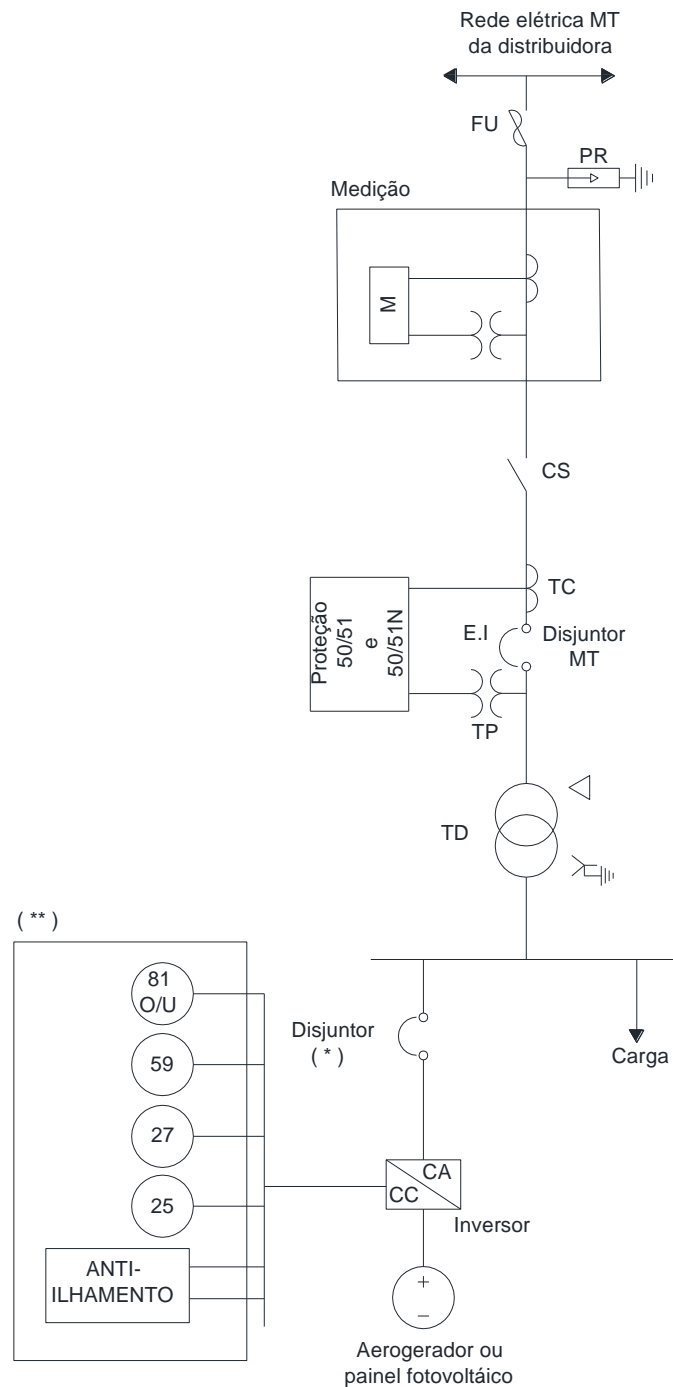 Rede elétrica MT
da distribuidora
FU
PR
Medição
M
CS
TC
Proteção
50/51
e
50/51N
E.I
Disjuntor
MT
TP
TD
( ** )
81
O/U
59
27
25
ANTI-
ILHAMENTO
Disjuntor
( * )
Carga
CA
CC
Inversor
+
–
Aerogerador ou
painel fotovoltáico